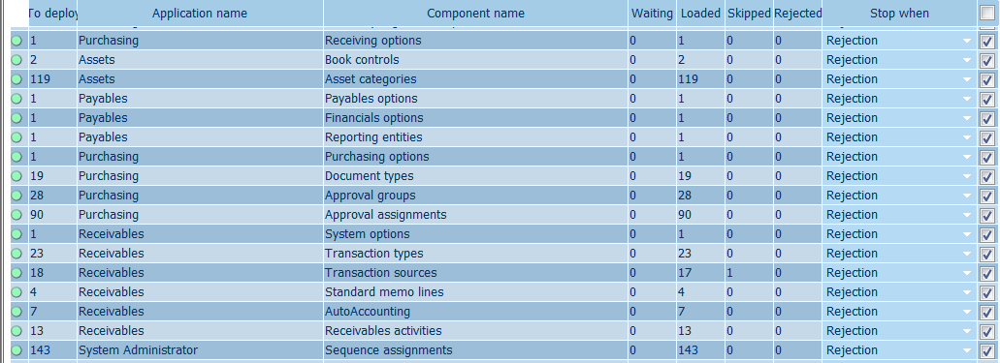 To deploy Application name Component name Waiting Loaded Skipped Rejected Stop when
1 Purchasing Receiving options 0 1 0 0 Rejection
2 Assets Book controls 0 2 0 0 Rejection
119 Assets Asset categories 0 119 0 0 Rejection
1 Payables Payables options 0 1 0 0 Rejection
1 Payables Financials options 0 1 0 0 Rejection
1 Payables Reporting entities 0 1 0 0 Rejection
1 Purchasing Purchasing options 0 1 0 0 Rejection
19 Purchasing Document types 0 19 0 0 Rejection
28 Purchasing Approval groups 0 28 0 0 Rejection
90 Purchasing Approval assignments 0 90 0 0 Rejection
1 Receivables System options 0 1 0 0 Rejection
23 Receivables Transaction types 0 23 0 0 Rejection
18 Receivables Transaction sources 0 17 1 0 Rejection
4 Receivables Standard memo lines 0 4 0 0 Rejection
7 Receivables AutoAccounting 0 7 0 0 Rejection
13 Receivables Receivables activities 0 13 0 0 Rejection
143 System Administrator Sequence assignments 0 143 0 0 Rejection